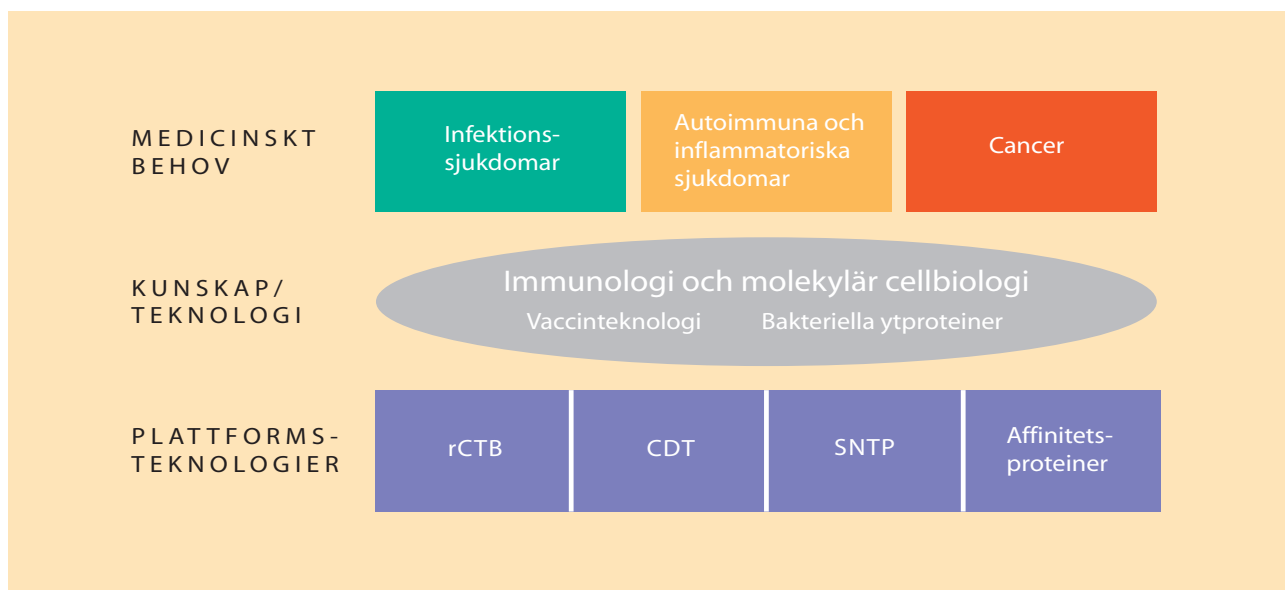 MEDICINSKT
BEHOV
Infektions-
sjukdomar
Autoimmuna och
inflammatoriska
sjukdomar
Cancer
KUNSKAP/
TEKNOLOGI
Immunologi och molekylär cellbiologi
Vaccinteknologi Bakteriella ytproteiner
PLATTFORMS-
TEKNOLOGIER
rCTB
CDT
SNTP
Affinitets-
proteiner